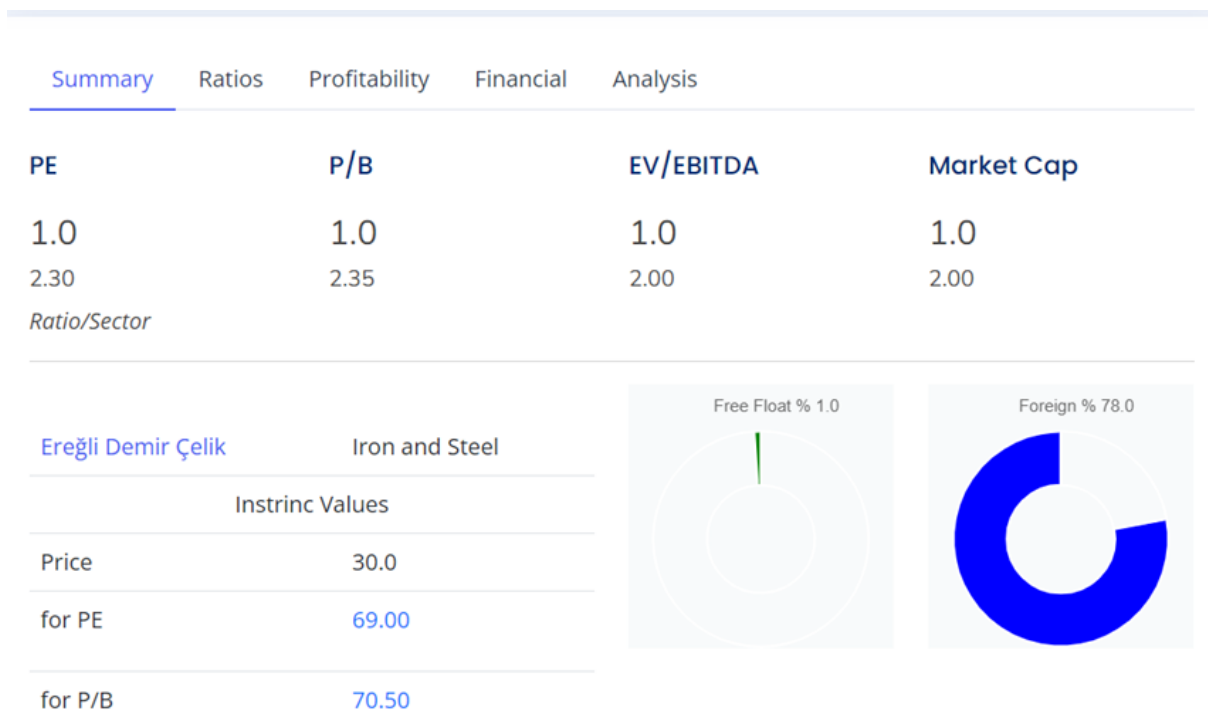 Summary Ratios Profitability Financial Analysis
PE P/B EV/EBITDA Market Cap
1.0 1.0 1.0 1.0
2.30 2.35 2.00 2.00
Ratio/Sector
Free Float % 1.0 Foreign % 78.0
Ereğli Demir Çelik Iron and Steel
Instrinc Values
Price 30.0
for PE 69.00
for P/B 70.50